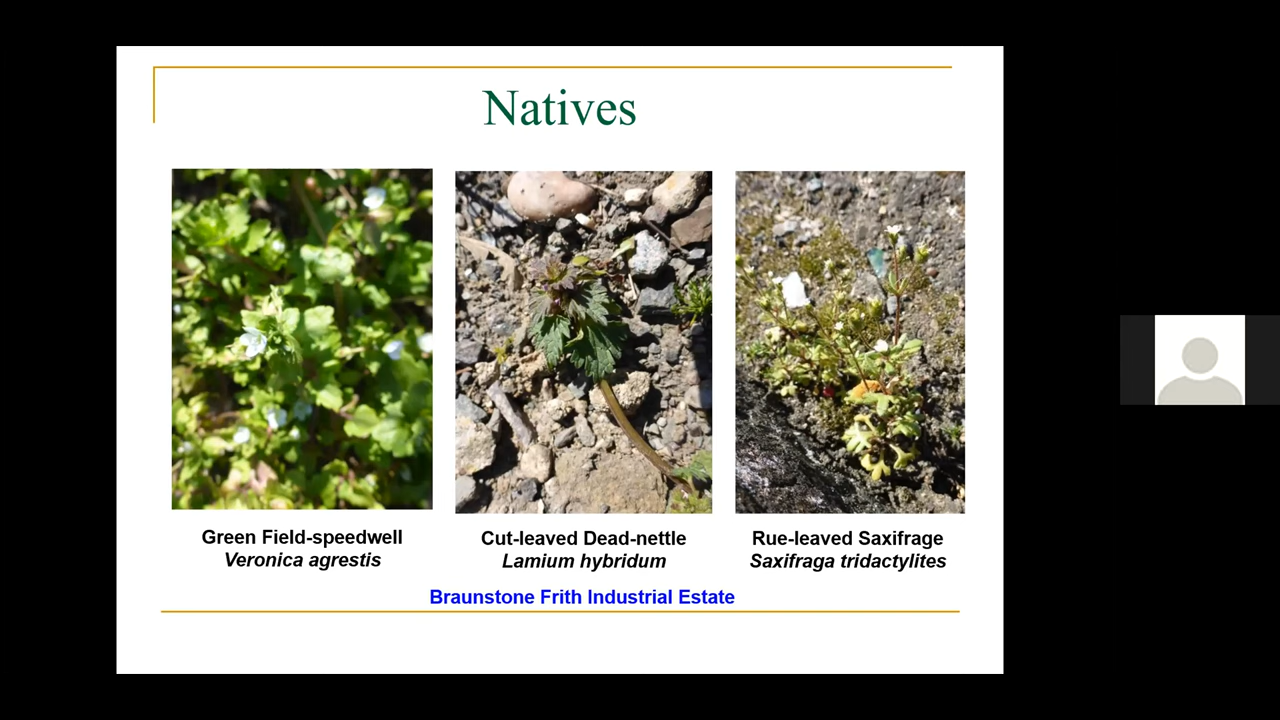 Natives
Green Field-speedwell
Veronica agrestis
Cut-leaved Dead-nettle
Lamium hybridum
Rue-leaved Saxifrage
Saxifraga tridactylites
Braunstone Frith Industrial Estate